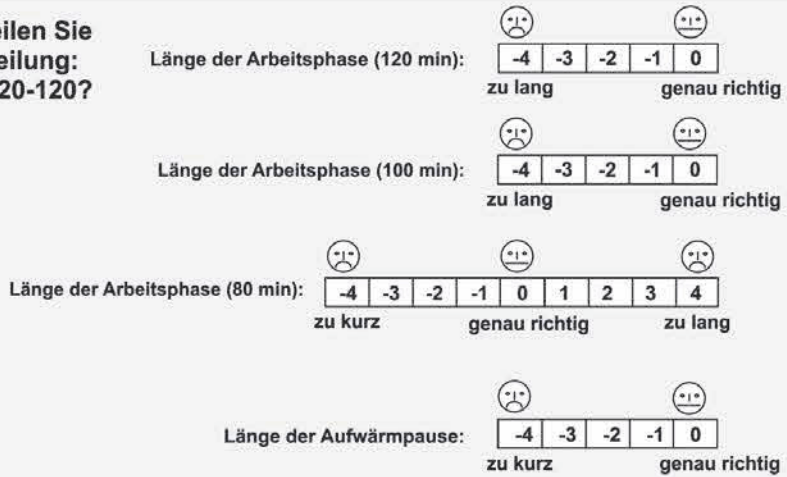 eilen Sie
eilung:
20-120?
Länge der Arbeitsphase (120 min):
-4 -3 -2 -1 0
zu lang genau richtig
Länge der Arbeitsphase (100 min):
-4 -3 -2 -1 0
zu lang genau richtig
Länge der Arbeitsphase (80 min):
-4 -3 -2 -1 0 1 2 3 4
zu kurz genau richtig zu lang
Länge der Aufwärmpause:
-4 -3 -2 -1 0
zu kurz genau richtig